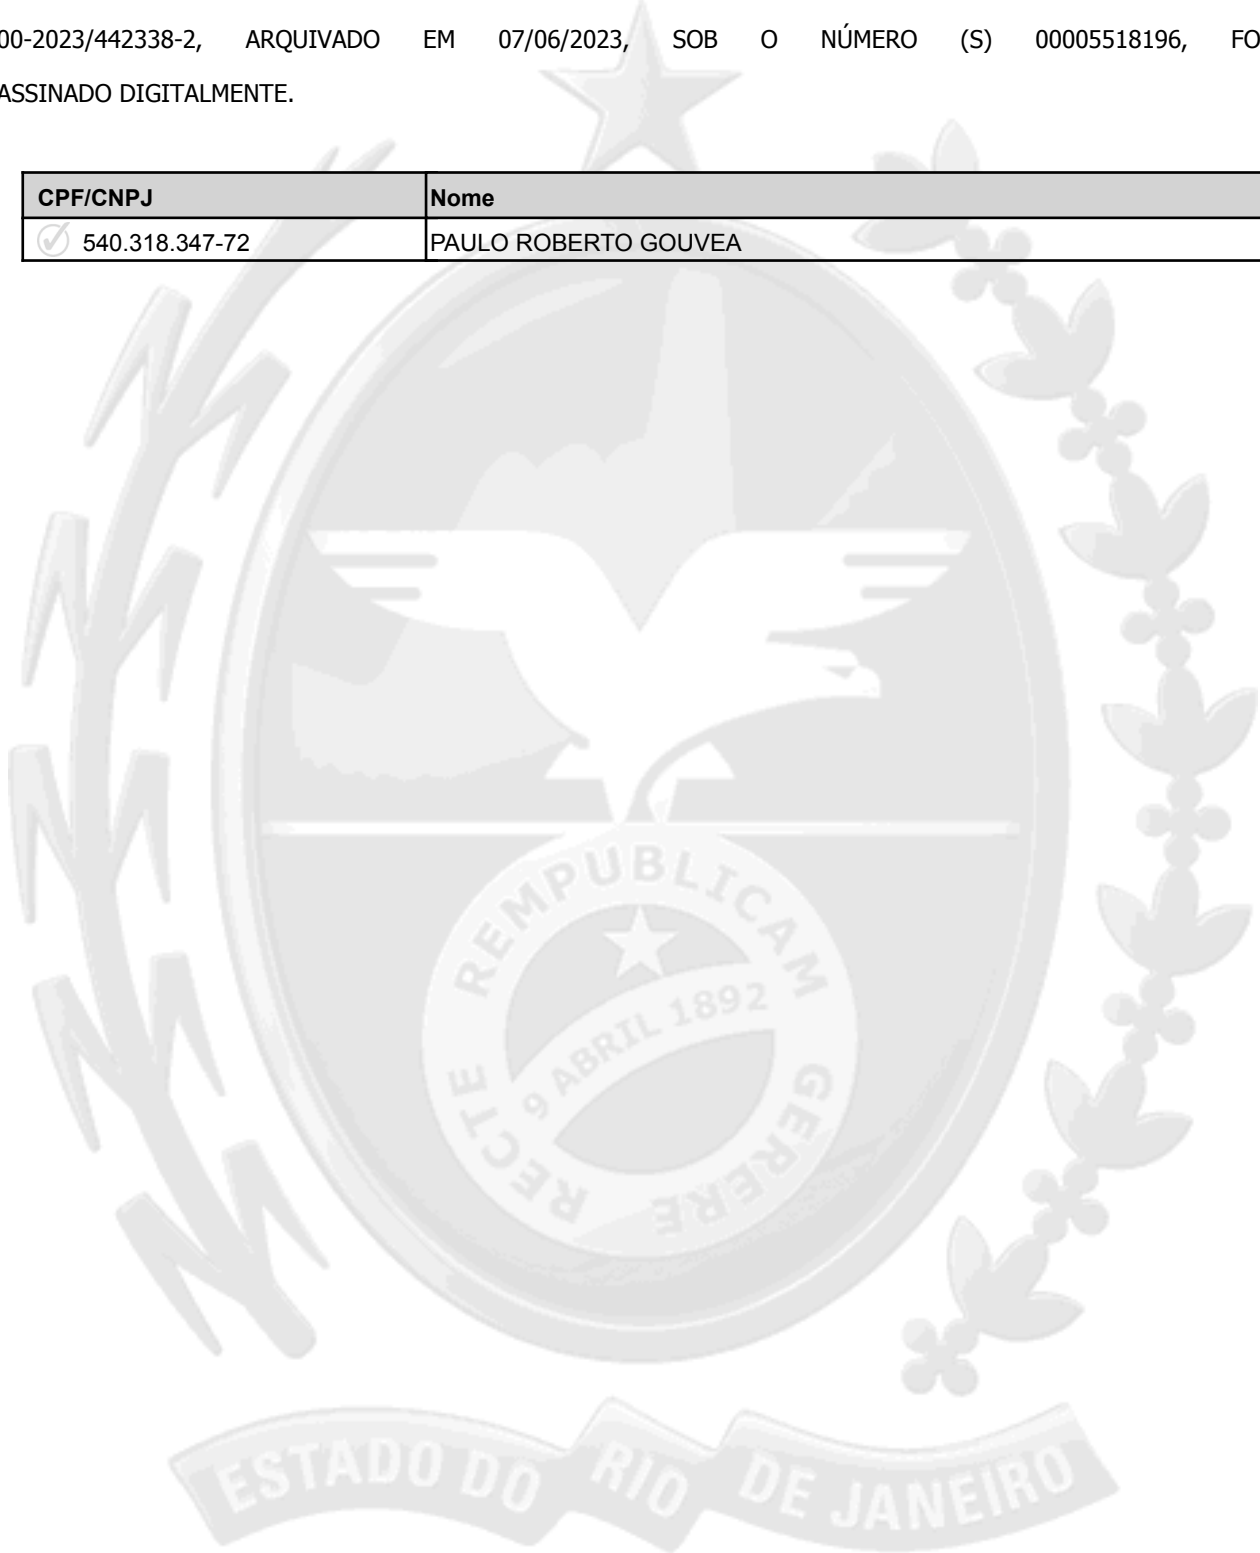 00-2023/442338-2, ARQUIVADO EM 07/06/2023, SOB O NÚMERO (S) 00005518196, FO
ASSINADO DIGITALMENTE.
CPF/CNPJ Nome
540.318.347-72 PAULO ROBERTO GOUVEA
RECTE REMPUBLICAM GERERE
9 ABRIL 1892
ESTADO DO RIO DE JANEIRO